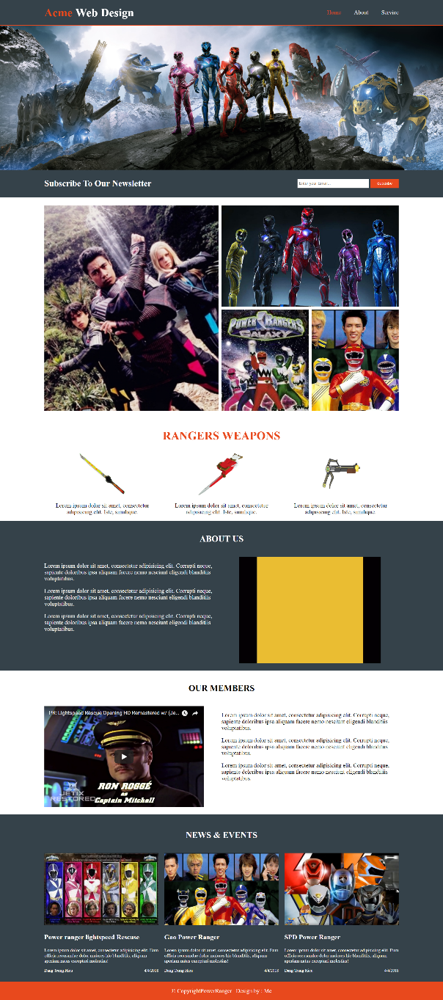 Acme Web Design
Home About Service
Subscribe To Our Newsletter
Enter your Email... Subcribe
POWER RANGERS
GALAXY
RANGERS WEAPONS
Lorem ipsum dolor sit amet, consectetur
adipisicing elit. Iste, similique.
Lorem ipsum dolor sit amet, consectetur
adipisicing elit. Iste, similique.
Lorem ipsum dolor sit amet, consectetur
adipisicing elit. Iste, similique.
ABOUT US
Lorem ipsum dolor sit amet, consectetur adipisicing elit. Corrupti neque,
sapiente doloribus ipsa aliquam facere nemo nesciunt eligendi blanditiis
voluptatibus.
Lorem ipsum dolor sit amet, consectetur adipisicing elit. Corrupti neque,
sapiente doloribus ipsa aliquam facere nemo nesciunt eligendi blanditiis
voluptatibus.
Lorem ipsum dolor sit amet, consectetur adipisicing elit. Corrupti neque,
sapiente doloribus ipsa aliquam facere nemo nesciunt eligendi blanditiis
voluptatibus.
OUR MEMBERS
PR: Lightspeed Rescue Opening HD Remastered w/ (Je...
RON ROGGÉ
as
Captain Mitchell
JETIX
RESTORED
Lorem ipsum dolor sit amet, consectetur adipisicing elit. Corrupti neque,
sapiente doloribus ipsa aliquam facere nemo nesciunt eligendi blanditiis
voluptatibus.
Lorem ipsum dolor sit amet, consectetur adipisicing elit. Corrupti neque,
sapiente doloribus ipsa aliquam facere nemo nesciunt eligendi blanditiis
voluptatibus.
Lorem ipsum dolor sit amet, consectetur adipisicing elit. Corrupti neque,
sapiente doloribus ipsa aliquam facere nemo nesciunt eligendi blanditiis
voluptatibus.
NEWS & EVENTS
Power ranger lightspeed Rescuse
Lorem ipsum dolor sit amet, consectetur adipisicing elit. Eum
officia recusandae dolor maiores hic blanditiis, aliquam
aperiam natus excepturi molestias!
Dang Trung Hieu 4/4/2018
Gao Power Ranger
Lorem ipsum dolor sit amet, consectetur adipisicing elit. Eum
officia recusandae dolor maiores hic blanditiis, aliquam
aperiam natus excepturi molestias!
Dang Trung Hieu 4/4/2018
SPD Power Ranger
Lorem ipsum dolor sit amet, consectetur adipisicing elit. Eum
officia recusandae dolor maiores hic blanditiis, aliquam
aperiam natus excepturi molestias!
Dang Trung Hieu 4/4/2018
© CopyrightPowerRanger Design by : Me